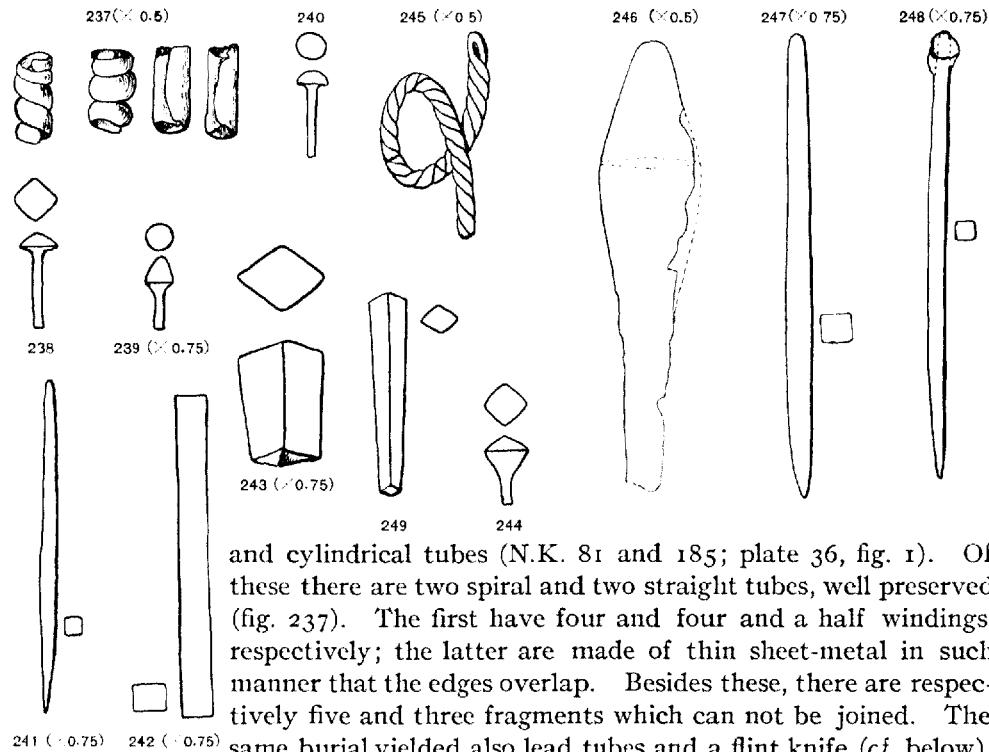 237 (× 0.5)
240
245 (×0 5)
246 (×0.5)
247 (×0 75)
248 (×0.75)
238
239 (×0.75)
243 (×0.75)
249
244
and cylindrical tubes (N.K. 81 and 185; plate 36, fig. 1). Of
these there are two spiral and two straight tubes, well preserved
(fig. 237). The first have four and four and a half windings
respectively; the latter are made of thin sheet-metal in such
manner that the edges overlap. Besides these, there are respec-
tively five and three fragments which can not be joined. The
same burial yielded also lead tubes and a flint knife (cf. below)
241 (×0.75)
242 (×0.75)